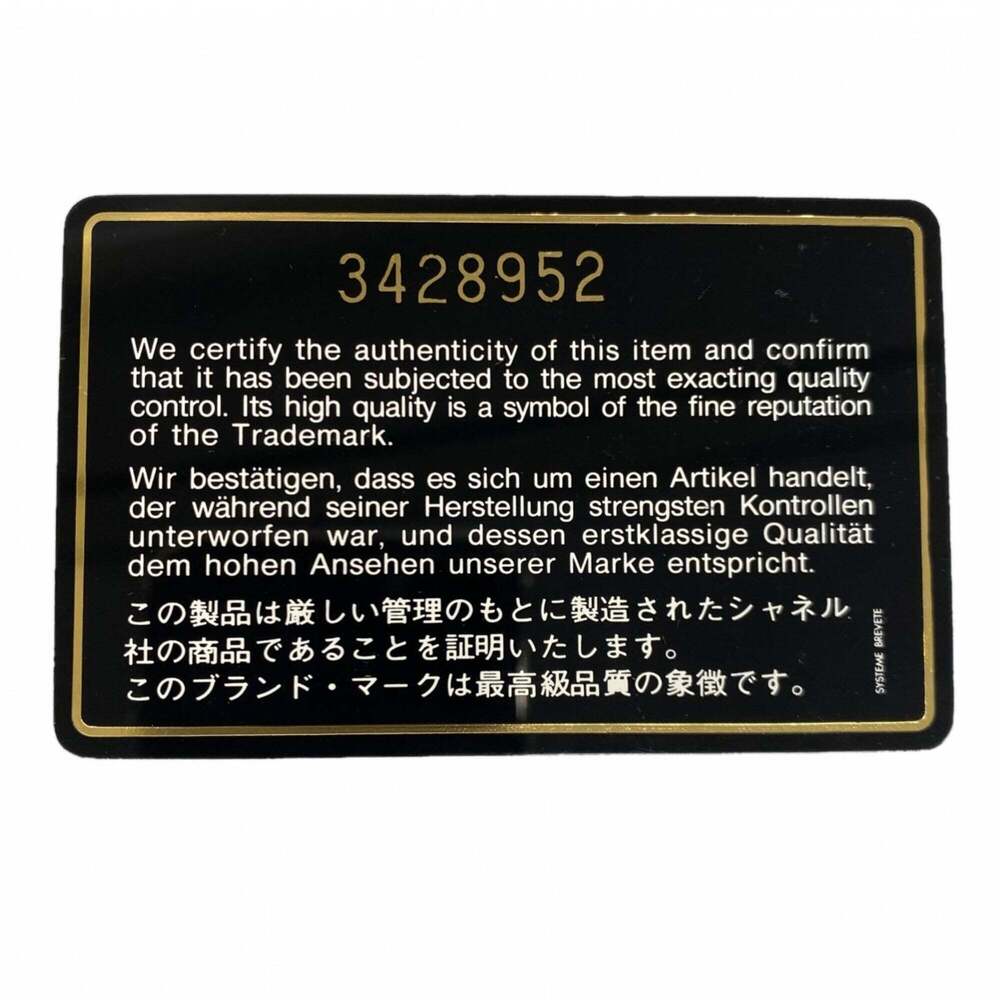 3428952
We certify the authenticity of this item and confirm
that it has been subjected to the most exacting quality
control. Its high quality is a symbol of the fine reputation
of the Trademark.
Wir bestätigen, dass es sich um einen Artikel handelt,
der während seiner Herstellung strengsten Kontrollen
unterworfen war, und dessen erstklassige Qualität
dem hohen Ansehen unserer Marke entspricht.
この製品は厳しい管理のもとに製造されたシャネル
社の商品であることを証明いたします。
このブランド・マークは最高級品質の象徴です。
SYSTEME BREVETE